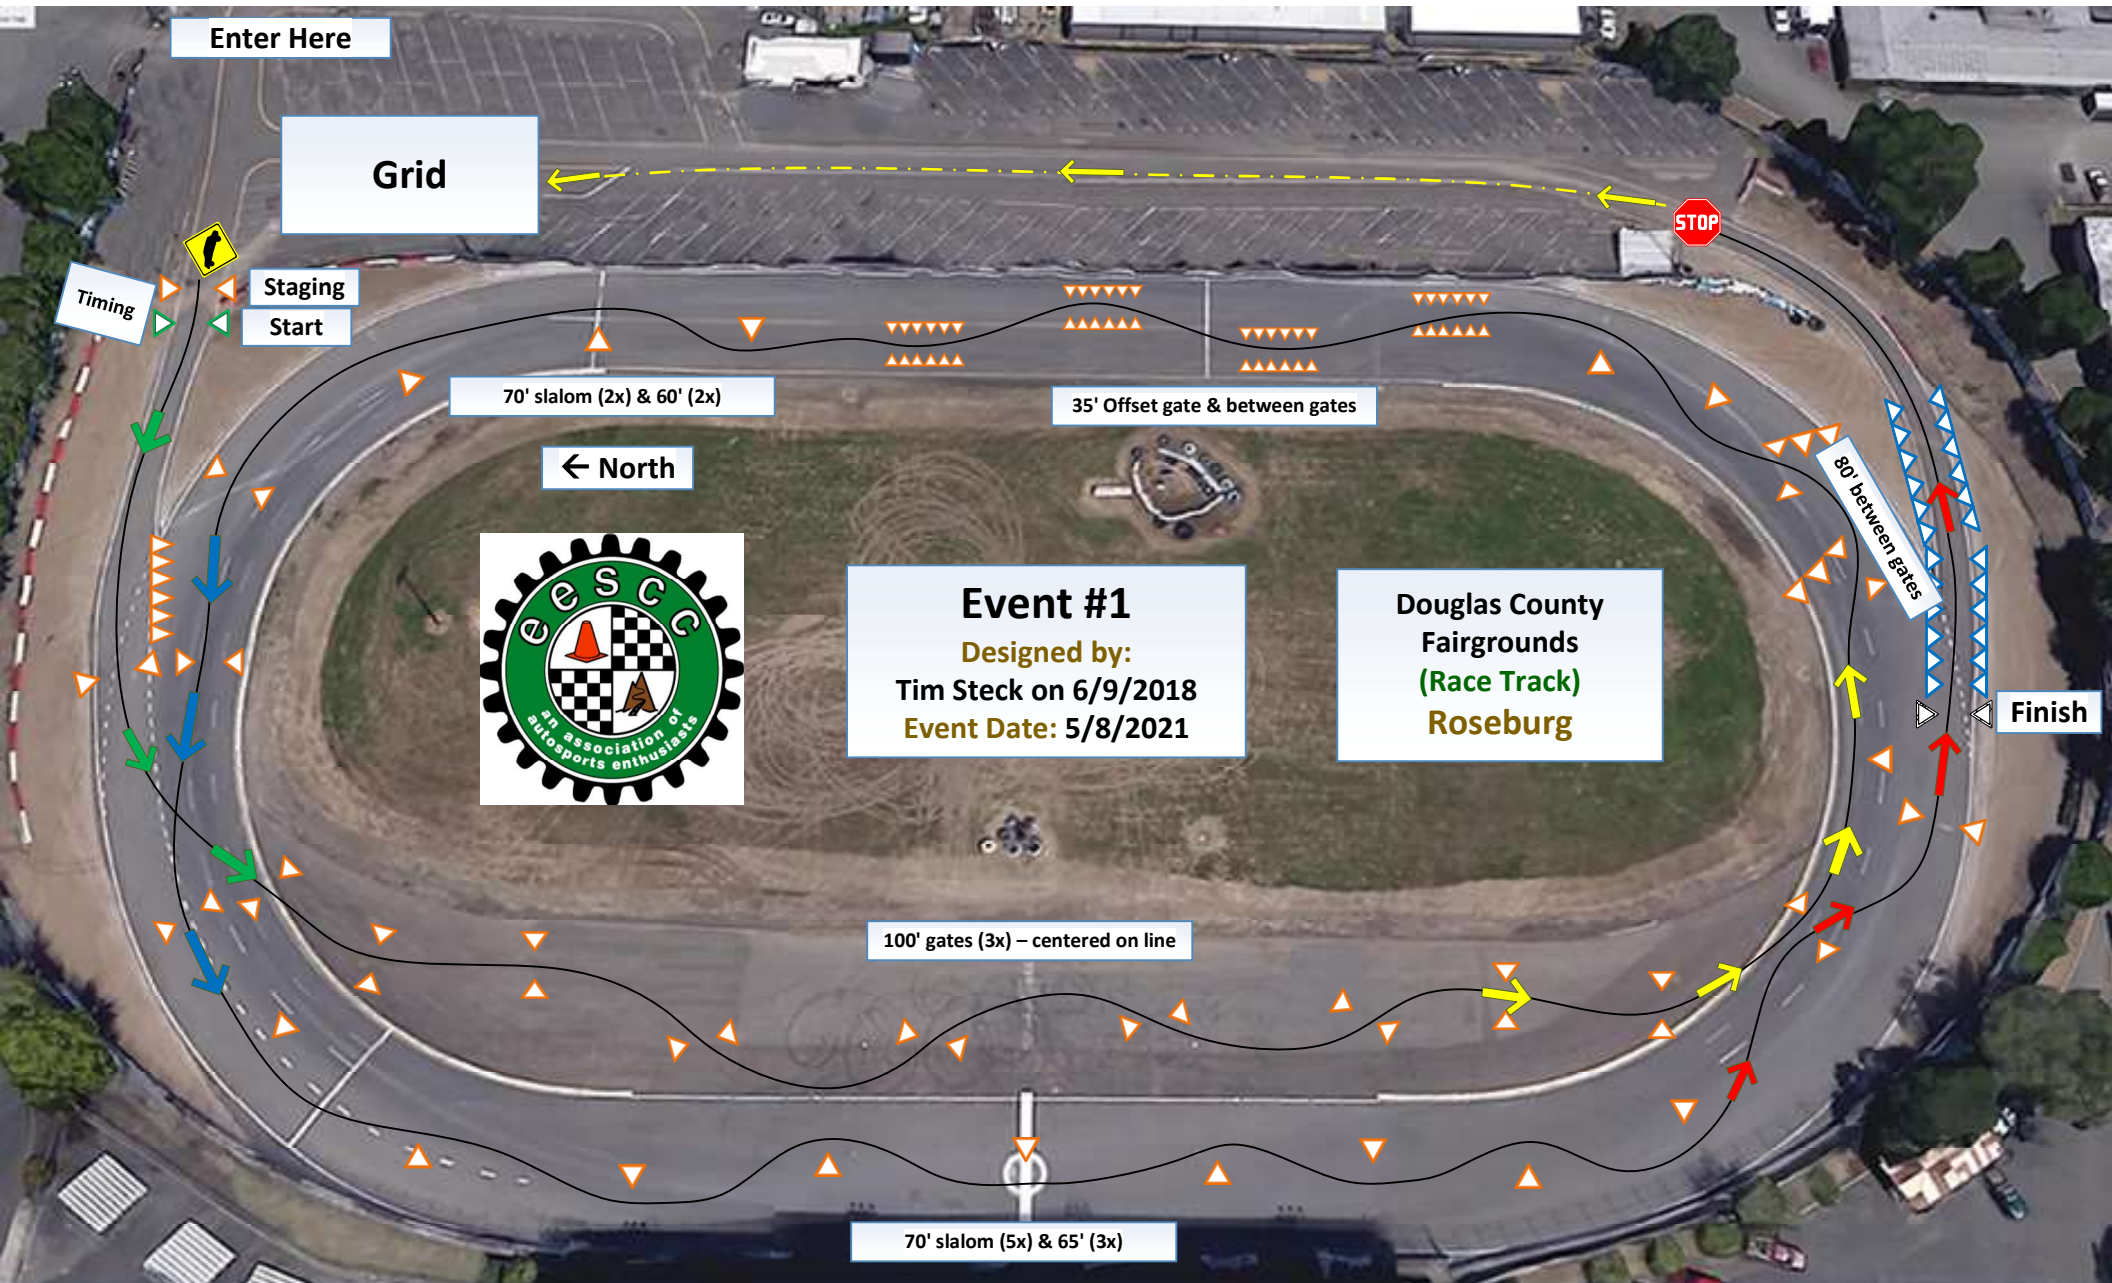 Enter Here
Grid
STOP
Timing
Staging
Start
70' slalom (2x) & 60' (2x)
35' Offset gate & between gates
← North
80' between gates
eescc
an association of
autosports enthusiasts
Event #1
Designed by:
Tim Steck on 6/9/2018
Event Date: 5/8/2021
Douglas County
Fairgrounds
(Race Track)
Roseburg
Finish
100' gates (3x) – centered on line
70' slalom (5x) & 65' (3x)